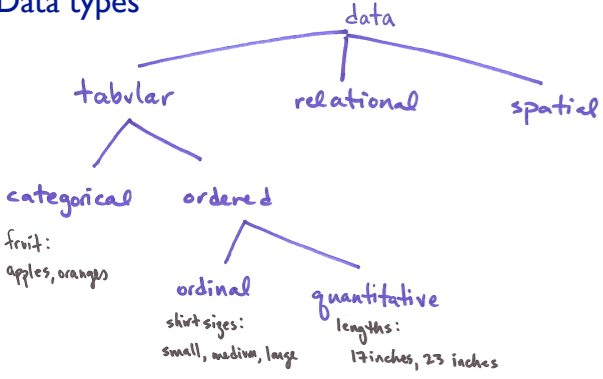 Data types
data
tabular
relational
spatial
categorical
ordered
fruit:
apples, oranges
ordinal
quantitative
shirt sizes:
small, medium, large
lengths:
17 inches, 23 inches